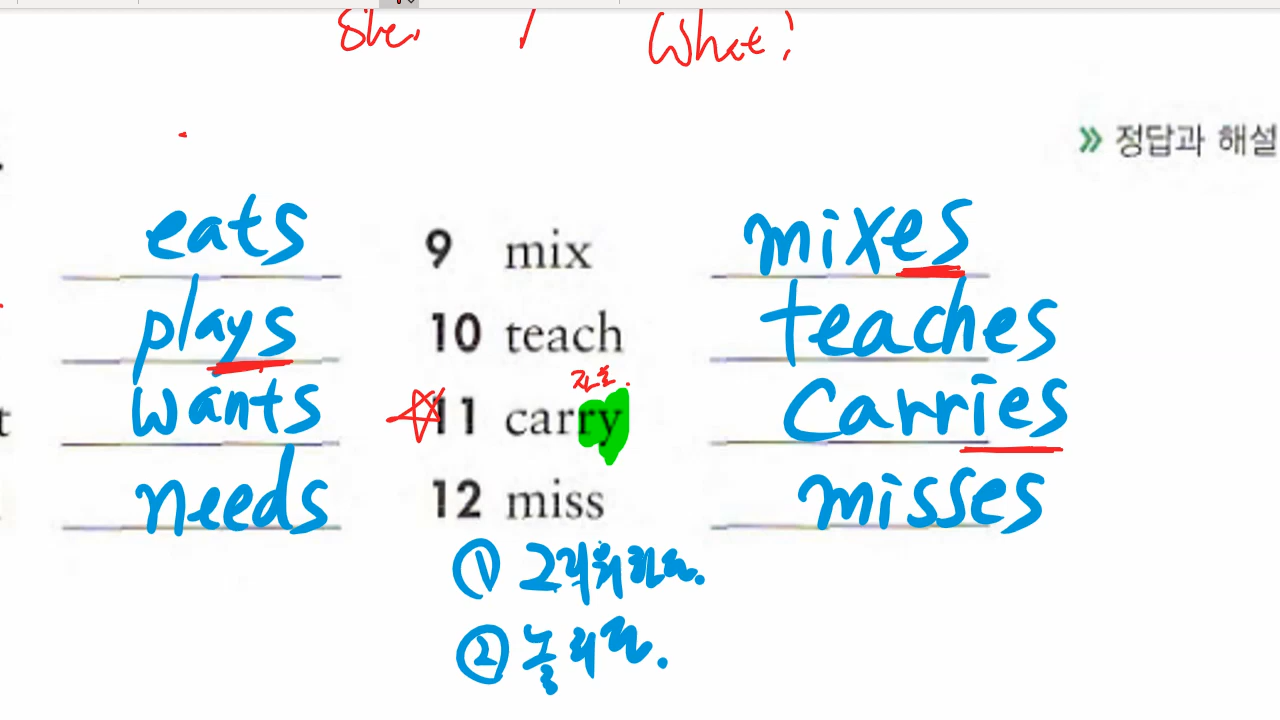 She, / What?
» 정답과 해설
eats 9 mix mixes
plays 10 teach teaches
자음.
t wants 11 carry carries
needs 12 miss misses
① 그리워하다.
② 놓치다.